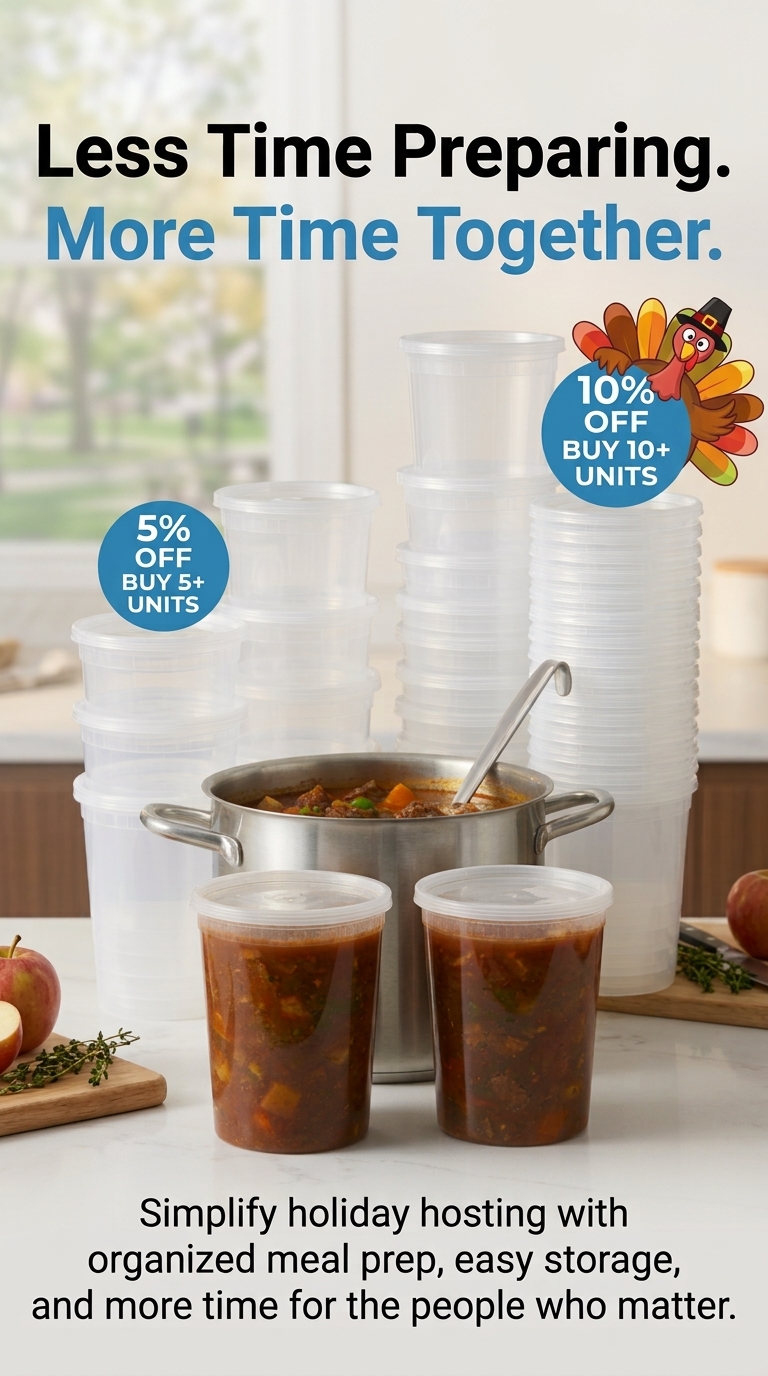 Less Time Preparing.
More Time Together.
10%
OFF
BUY 10+
UNITS
5%
OFF
BUY 5+
UNITS
Simplify holiday hosting with
organized meal prep, easy storage,
and more time for the people who matter.